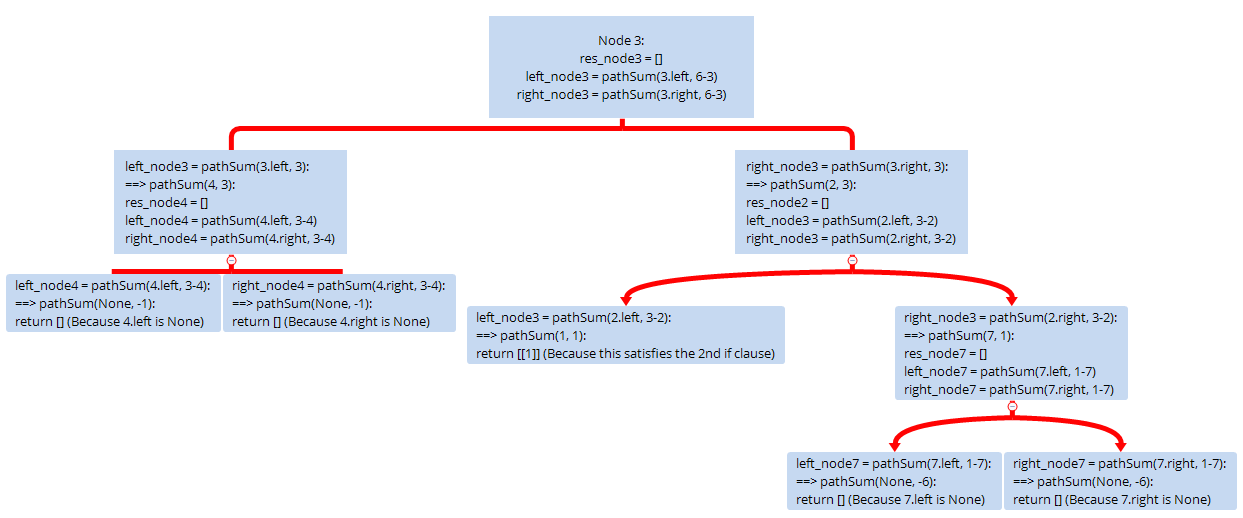 Node 3:
res_node3 = []
left_node3 = pathSum(3.left, 6-3)
right_node3 = pathSum(3.right, 6-3)
left_node3 = pathSum(3.left, 3):
==> pathSum(4, 3):
res_node4 = []
left_node4 = pathSum(4.left, 3-4)
right_node4 = pathSum(4.right, 3-4)
right_node3 = pathSum(3.right, 3):
==> pathSum(2, 3):
res_node2 = []
left_node3 = pathSum(2.left, 3-2)
right_node3 = pathSum(2.right, 3-2)
left_node4 = pathSum(4.left, 3-4):
==> pathSum(None, -1):
return [] (Because 4.left is None)
right_node4 = pathSum(4.right, 3-4):
==> pathSum(None, -1):
return [] (Because 4.right is None)
left_node3 = pathSum(2.left, 3-2):
==> pathSum(1, 1):
return [[1]] (Because this satisfies the 2nd if clause)
right_node3 = pathSum(2.right, 3-2):
==> pathSum(7, 1):
res_node7 = []
left_node7 = pathSum(7.left, 1-7)
right_node7 = pathSum(7.right, 1-7)
left_node7 = pathSum(7.left, 1-7):
==> pathSum(None, -6):
return [] (Because 7.left is None)
right_node7 = pathSum(7.right, 1-7):
==> pathSum(None, -6):
return [] (Because 7.right is None)